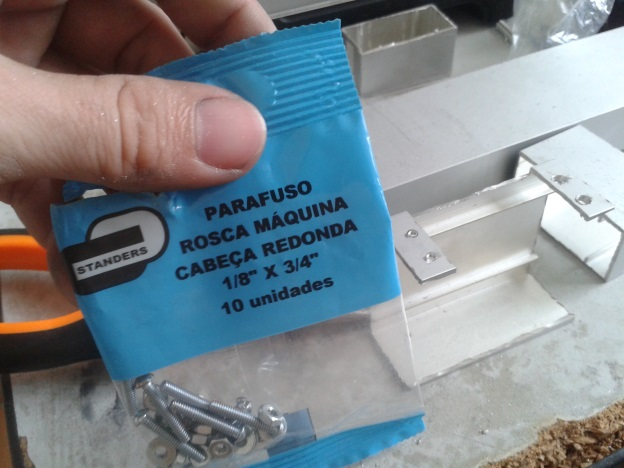 STANDERS
PARAFUSO
ROSCA MÁQUINA
CABEÇA REDONDA
1/8" X 3/4"
10 unidades